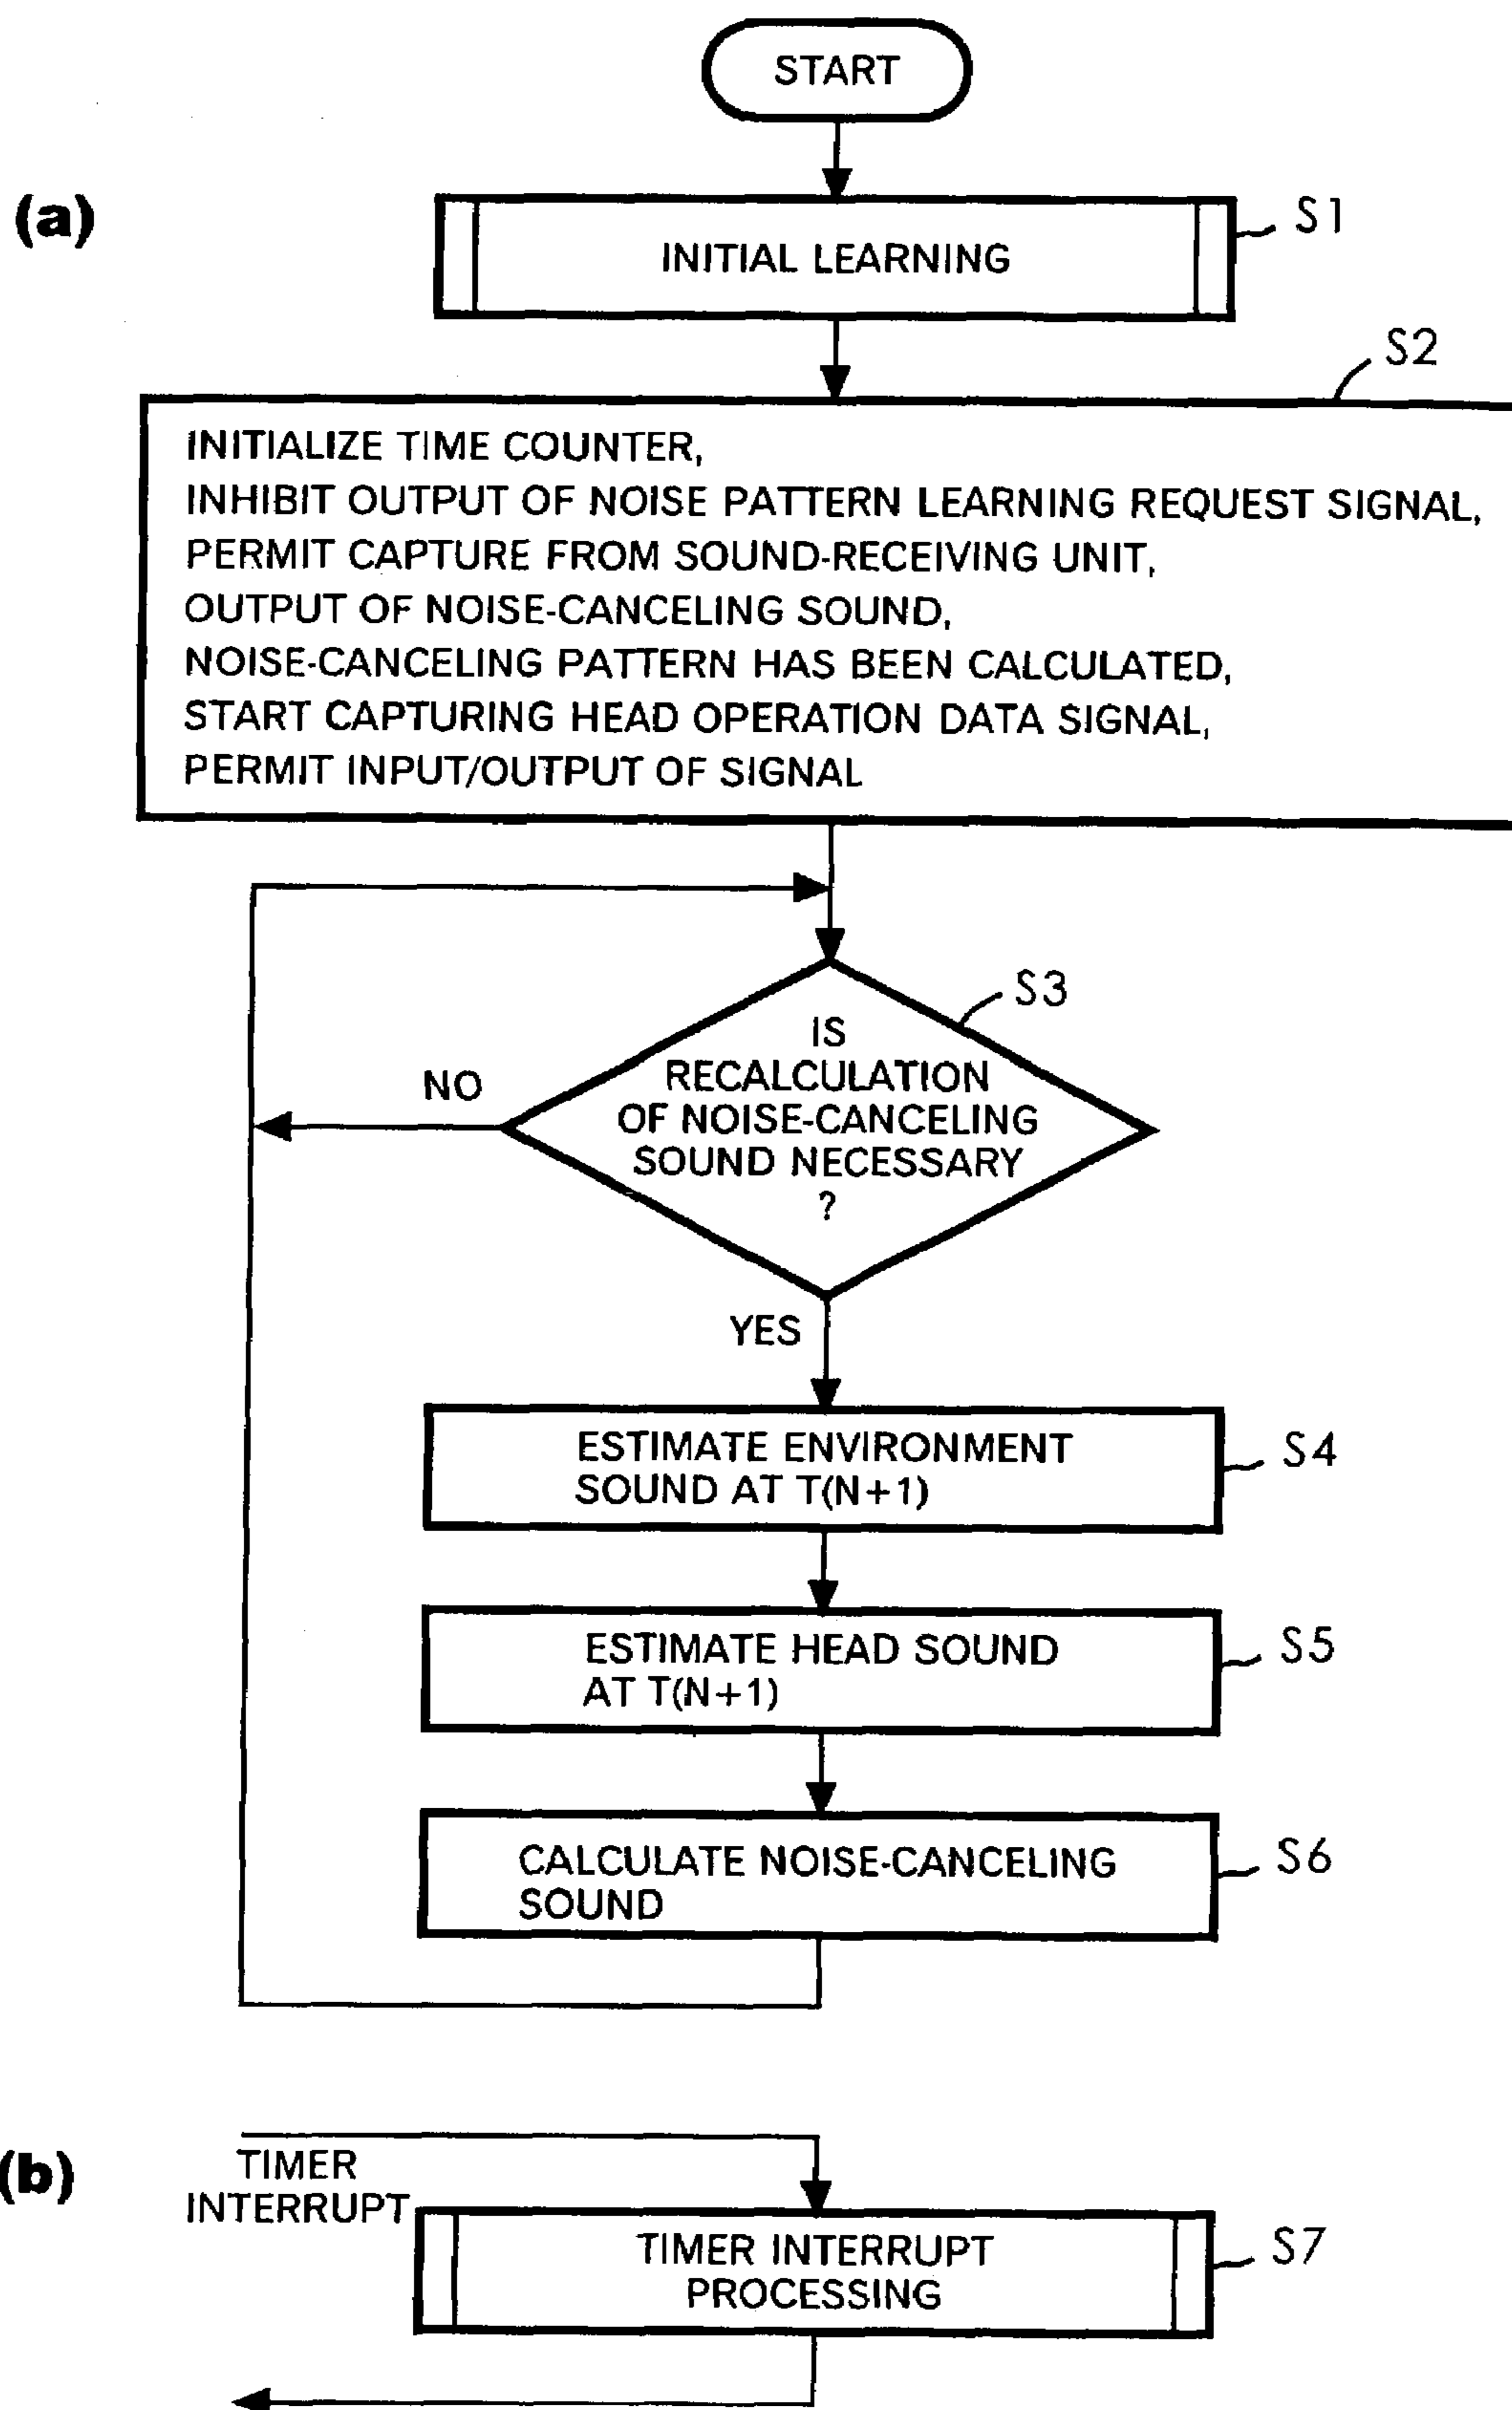 START
(a)
S1
INITIAL LEARNING
S2
INITIALIZE TIME COUNTER,
INHIBIT OUTPUT OF NOISE PATTERN LEARNING REQUEST SIGNAL,
PERMIT CAPTURE FROM SOUND-RECEIVING UNIT,
OUTPUT OF NOISE-CANCELING SOUND,
NOISE-CANCELING PATTERN HAS BEEN CALCULATED,
START CAPTURING HEAD OPERATION DATA SIGNAL,
PERMIT INPUT/OUTPUT OF SIGNAL
S3
IS
RECALCULATION
OF NOISE-CANCELING
SOUND NECESSARY
?
NO
YES
ESTIMATE ENVIRONMENT
SOUND AT T(N+1)
S4
ESTIMATE HEAD SOUND
AT T(N+1)
S5
CALCULATE NOISE-CANCELING
SOUND
S6
(b)
TIMER
INTERRUPT
TIMER INTERRUPT
PROCESSING
S7